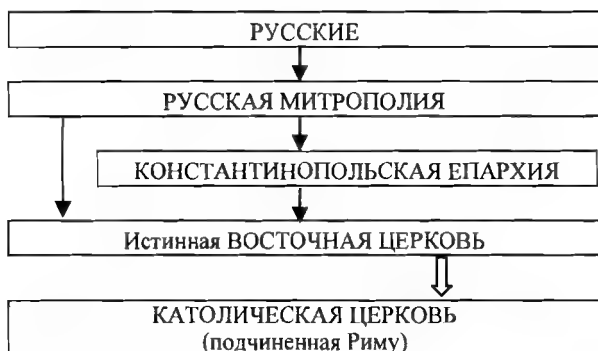 РУССКИЕ
РУССКАЯ МИТРОПОЛИЯ
КОНСТАНТИНОПОЛЬСКАЯ ЕПАРХИЯ
Истинная ВОСТОЧНАЯ ЦЕРКОВЬ
КАТОЛИЧЕСКАЯ ЦЕРКОВЬ
(подчиненная Риму)